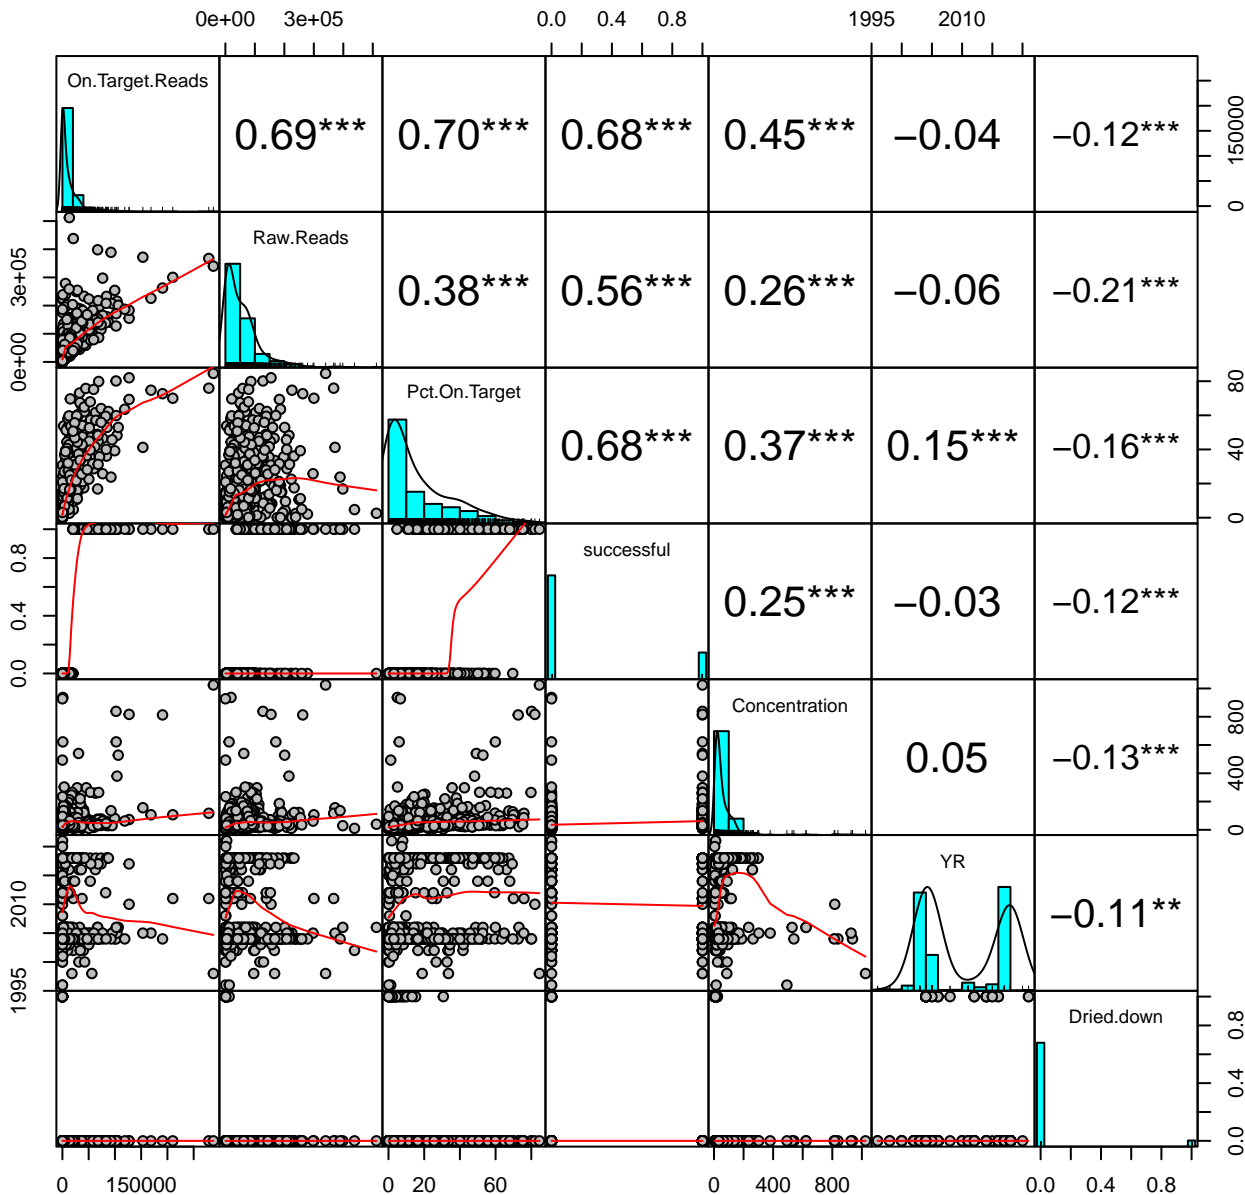 0e+00 3e+05 0.0 0.4 0.8 1995 2010
On.Target.Reads
0.69*** 0.70*** 0.68*** 0.45*** −0.04 −0.12***
0 150000
Raw.Reads
0e+00 3e+05
0.38*** 0.56*** 0.26*** −0.06 −0.21***
Pct.On.Target
0.68*** 0.37*** 0.15*** −0.16***
0 40 80
0.0 0.4 0.8
successful
0.25*** −0.03 −0.12***
Concentration
0.05 −0.13***
0 400 800
1995 2010
YR
−0.11**
Dried.down
0.0 0.4 0.8
0 150000 0 20 60 0 400 800 0.0 0.4 0.8